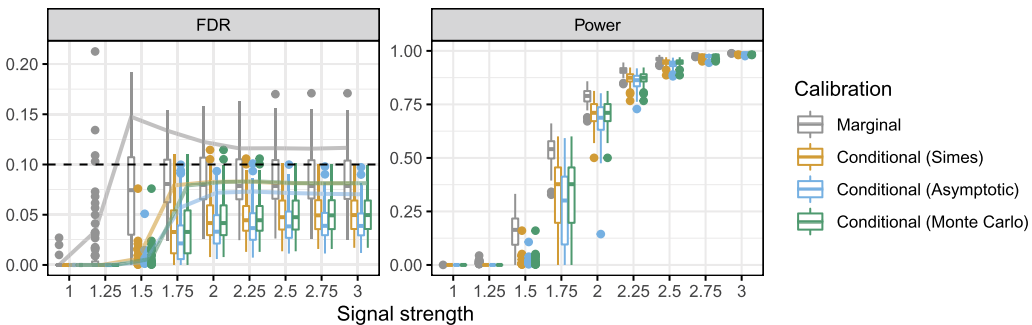 FDR
Power
0.20
0.15
0.10
0.05
0.00
1.00
0.75
0.50
0.25
0.00
1 1.25 1.5 1.75 2 2.25 2.5 2.75 3
1 1.25 1.5 1.75 2 2.25 2.5 2.75 3
Signal strength
Calibration
Marginal
Conditional (Simes)
Conditional (Asymptotic)
Conditional (Monte Carlo)